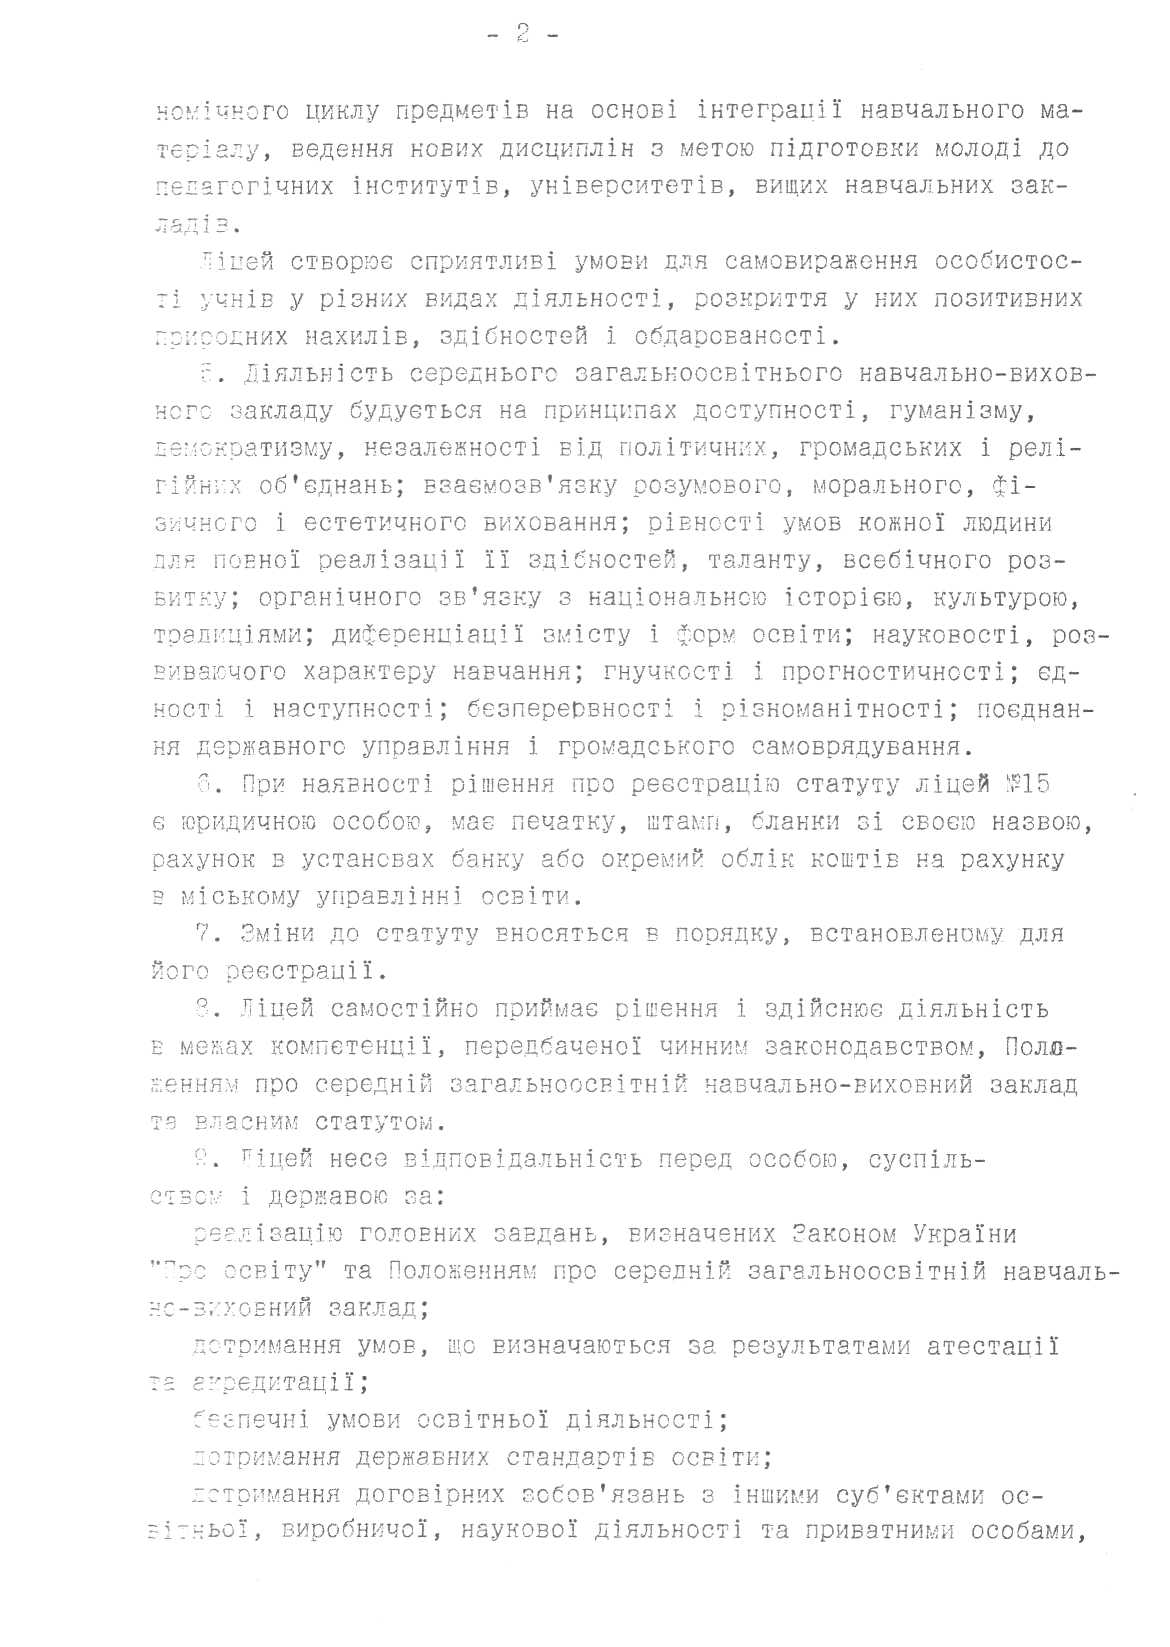 - 2 -
номічного циклу предметів на основі інтеграції навчального ма-
теріалу, ведення нових дисциплін з метою підготовки молоді до
педагогічних інститутів, університетів, вищих навчальних зак-
ладів.
Ліцей створює сприятливі умови для самовираження особистос-
ті учнів у різних видах діяльності, розкриття у них позитивних
природних нахилів, здібностей і обдарованості.
5. Діяльність середнього загальноосвітнього навчально-вихов-
ного закладу будується на принципах доступності, гуманізму,
демократизму, незалежності від політичних, громадських і релі-
гійних об'єднань; взаємозв'язку розумового, морального, фі-
зичного і естетичного виховання; рівності умов кожної людини
для повної реалізації її здібностей, таланту, всебічного роз-
витку; органічного зв'язку з національною історією, культурою,
традиціями; диференціації змісту і форм освіти; науковості, роз-
виваючого характеру навчання; гнучкості і прогностичності; єд-
ності і наступності; безперервності і різноманітності; поєднан-
ня державного управління і громадського самоврядування.
6. При наявності рішення про реєстрацію статуту ліцей №15
є юридичною особою, має печатку, штамп, бланки зі своєю назвою,
рахунок в установах банку або окремий облік коштів на рахунку
в міському управлінні освіти.
7. Зміни до статуту вносяться в порядку, встановленому для
його реєстрації.
8. Ліцей самостійно приймає рішення і здійснює діяльність
в межах компетенції, передбаченої чинним законодавством, Поло-
женням про середній загальноосвітній навчально-виховний заклад
та власним статутом.
9. Ліцей несе відповідальність перед особою, суспіль-
ством і державою за:
реалізацію головних завдань, визначених Законом України
"Про освіту" та Положенням про середній загальноосвітній навчаль-
но-виховний заклад;
дотримання умов, що визначаються за результатами атестації
та акредитації;
безпечні умови освітньої діяльності;
дотримання державних стандартів освіти;
дотримання договірних зобов'язань з іншими суб'єктами ос-
вітньої, виробничої, наукової діяльності та приватними особами,